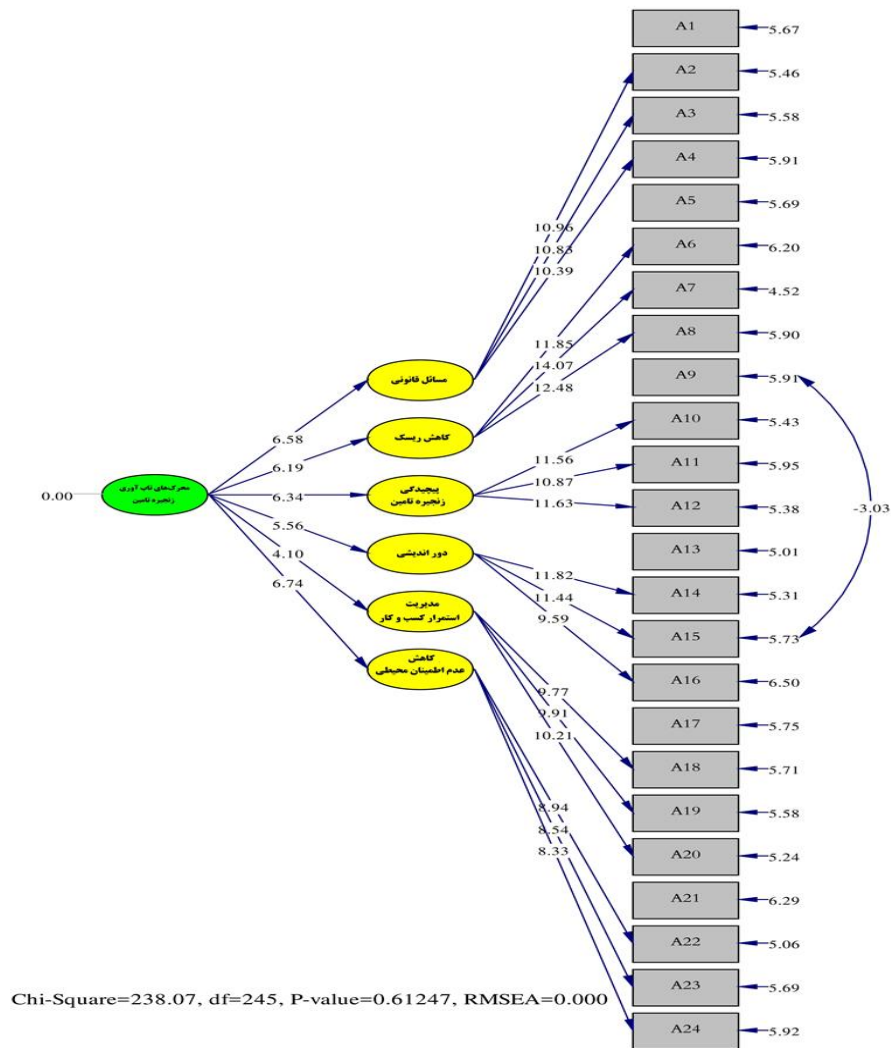 A1
5.67
A2
5.46
A3
5.58
A4
5.91
A5
5.69
10.96
10.83
A6
6.20
10.39
A7
4.52
A8
5.90
11.85
14.07
مسائل قانونی
A9
5.91
12.48
A10
5.43
6.58
کاهش ریسک
11.56
A11
5.95
6.19
10.87
محرک‌های تاب آوری
زنجیره تامین
0.00
6.34
پیچیدگی
زنجیره تامین
11.63
A12
5.38
-3.03
5.56
دور اندیشی
A13
5.01
4.10
11.82
A14
5.31
6.74
مدیریت
استمرار کسب و کار
11.44
A15
5.73
9.59
کاهش
عدم اطمینان محیطی
A16
6.50
9.77
9.91
A17
5.75
10.21
A18
5.71
8.94
A19
5.58
8.54
8.33
A20
5.24
A21
6.29
A22
5.06
A23
5.69
Chi-Square=238.07, df=245, P-value=0.61247, RMSEA=0.000
A24
5.92